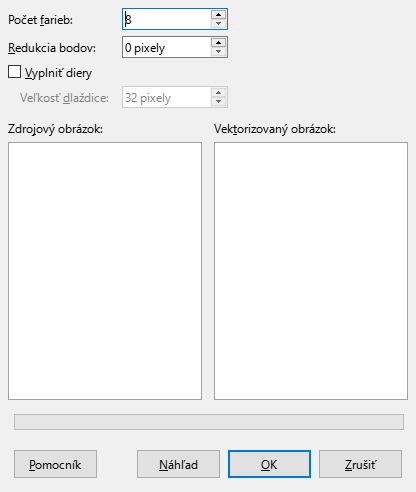 Počet farieb: 8
Redukcia bodov: 0 pixely
Vyplniť diery
Veľkosť dlaždice: 32 pixely
Zdrojový obrázok: Vektorizovaný obrázok:
Pomocník Náhľad OK Zrušiť